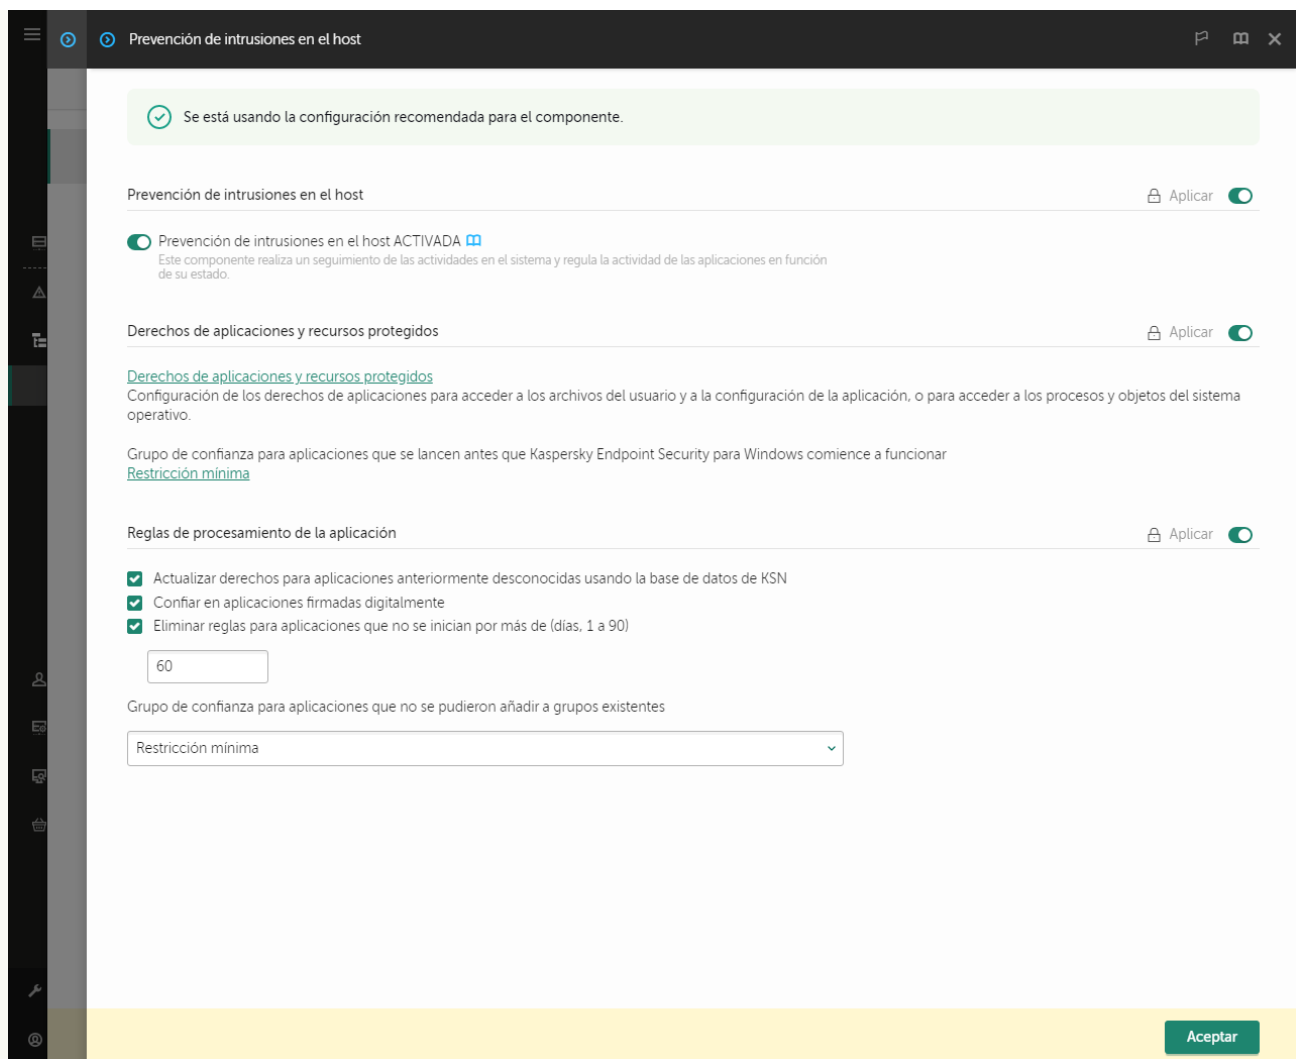 Prevención de intrusiones en el host
Se está usando la configuración recomendada para el componente.
Prevención de intrusiones en el host
Aplicar
Prevención de intrusiones en el host ACTIVADA
Este componente realiza un seguimiento de las actividades en el sistema y regula la actividad de las aplicaciones en función
de su estado.
Derechos de aplicaciones y recursos protegidos
Aplicar
Derechos de aplicaciones y recursos protegidos
Configuración de los derechos de aplicaciones para acceder a los archivos del usuario y a la configuración de la aplicación, o para acceder a los procesos y objetos del sistema
operativo.
Grupo de confianza para aplicaciones que se lancen antes que Kaspersky Endpoint Security para Windows comience a funcionar
Restricción mínima
Reglas de procesamiento de la aplicación
Aplicar
Actualizar derechos para aplicaciones anteriormente desconocidas usando la base de datos de KSN
Confiar en aplicaciones firmadas digitalmente
Eliminar reglas para aplicaciones que no se inician por más de (días, 1 a 90)
60
Grupo de confianza para aplicaciones que no se pudieron añadir a grupos existentes
Restricción mínima
Aceptar